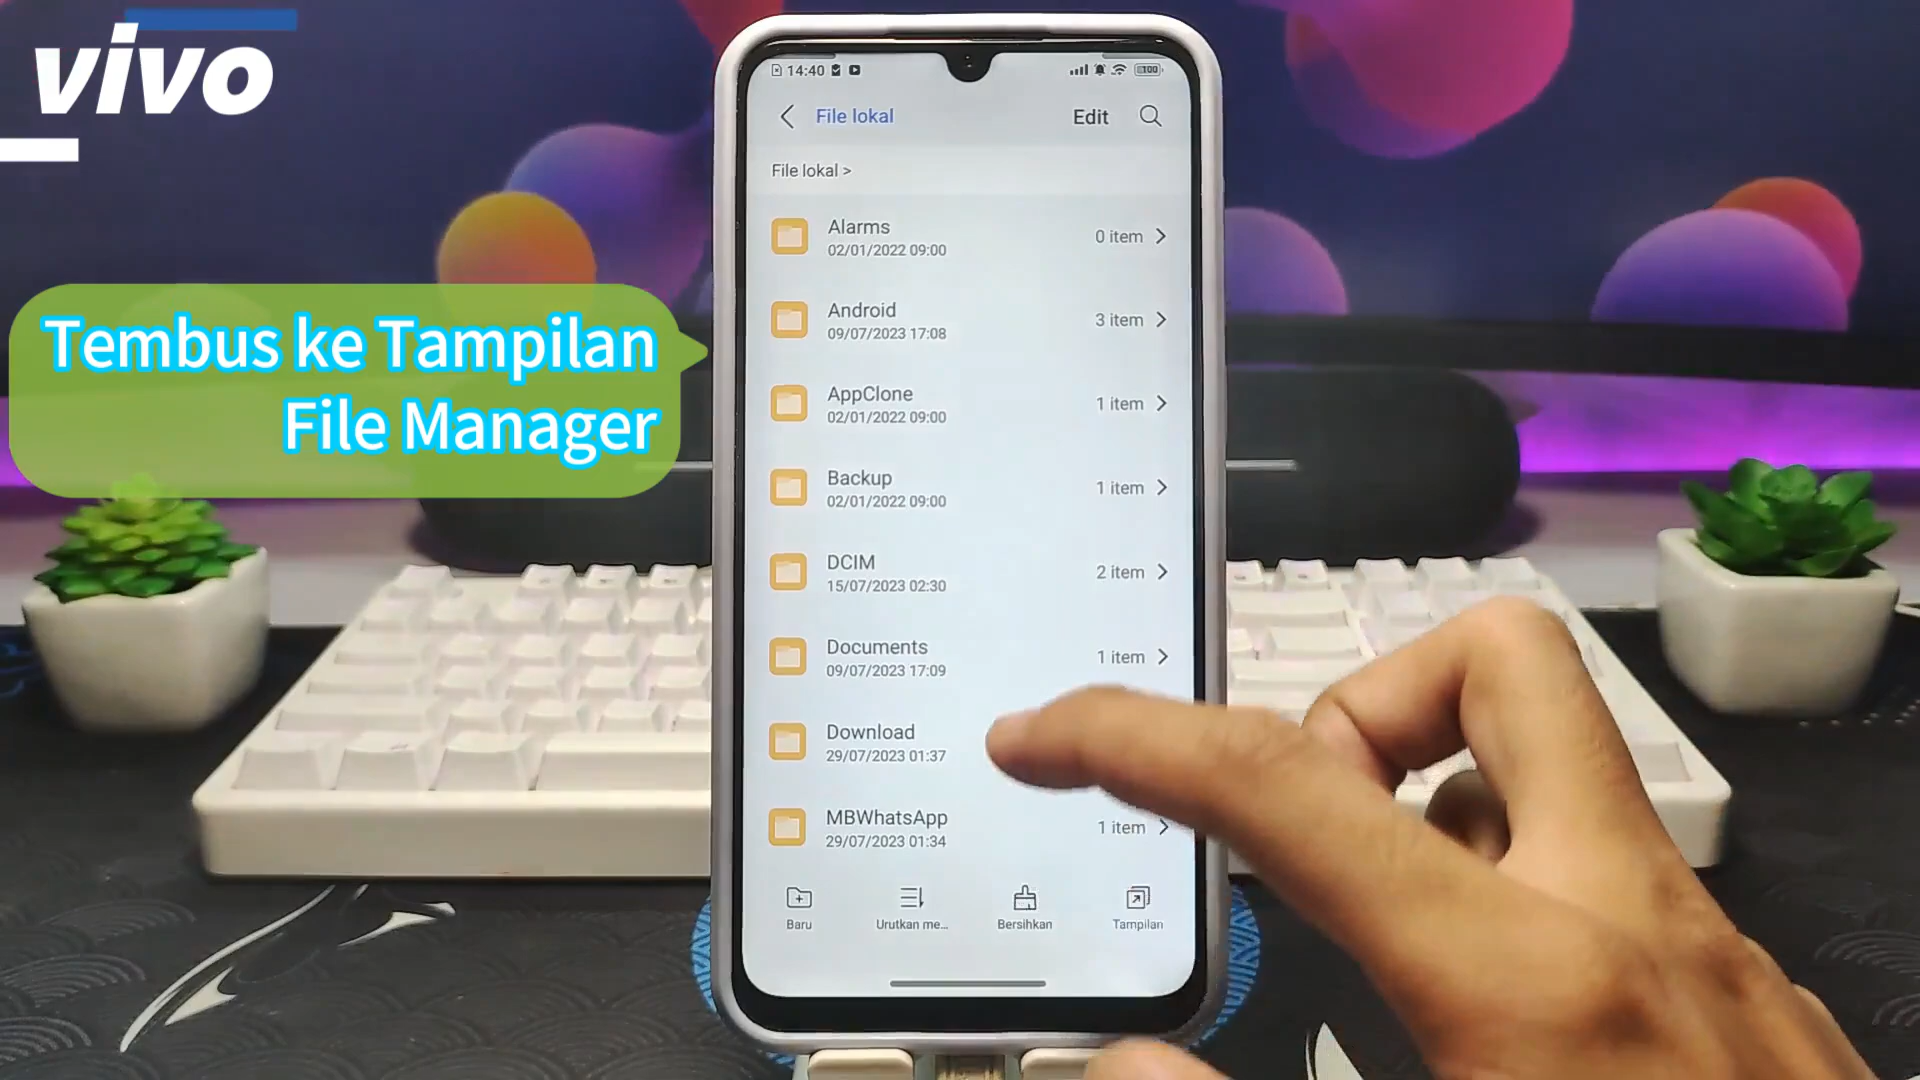 vivo
Tembus ke Tampilan
File Manager
14:40
100
File lokal
Edit
File lokal >
Alarms
02/01/2022 09:00
0 item
Android
09/07/2023 17:08
3 item
AppClone
02/01/2022 09:00
1 item
Backup
02/01/2022 09:00
1 item
DCIM
15/07/2023 02:30
2 item
Documents
09/07/2023 17:09
1 item
Download
29/07/2023 01:37
MBWhatsApp
29/07/2023 01:34
1 item
Baru
Urutkan me...
Bersihkan
Tampilan